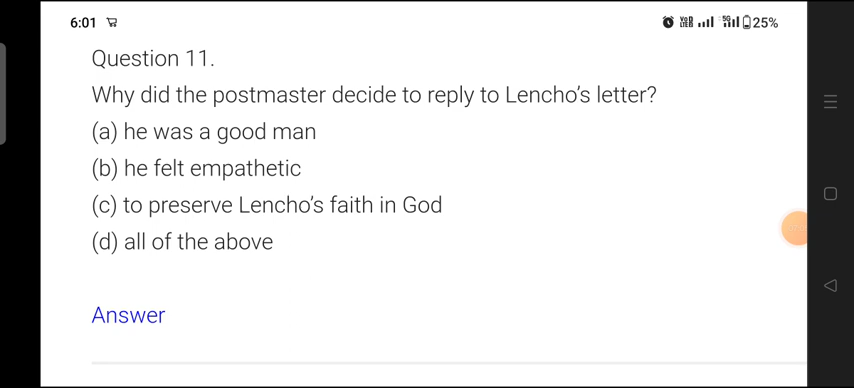 6:01
25%
Question 11.
Why did the postmaster decide to reply to Lencho's letter?
(a) he was a good man
(b) he felt empathetic
(c) to preserve Lencho's faith in God
(d) all of the above
Answer